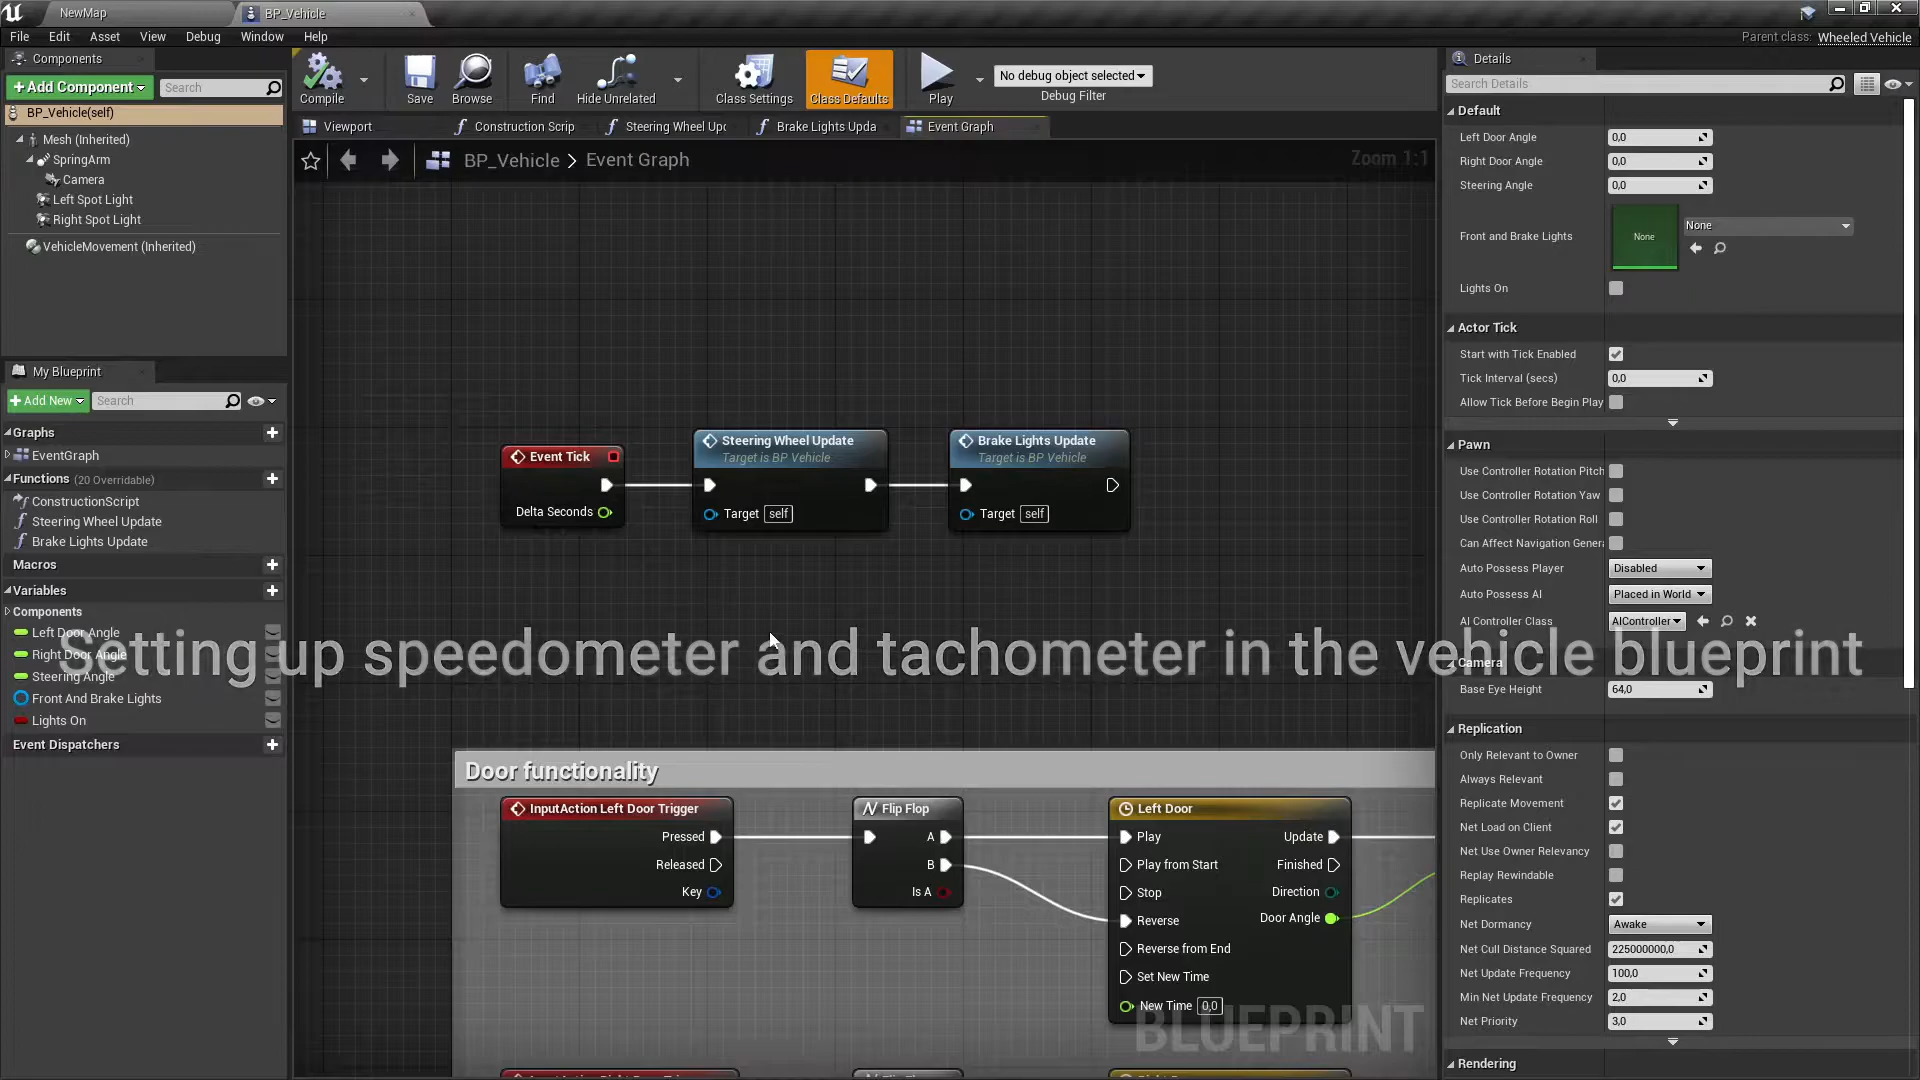 NewMap
BP_Vehicle
File Edit Asset View Debug Window Help
Parent class: Wheeled Vehicle
Components
Add Component
Search
BP_Vehicle(self)
Mesh (Inherited)
SpringArm
Camera
Left Spot Light
Right Spot Light
VehicleMovement (Inherited)
My Blueprint
Add New
Search
Graphs
EventGraph
Functions (20 Overridable)
ConstructionScript
Steering Wheel Update
Brake Lights Update
Macros
Variables
Components
Left Door Angle
Right Door Angle
Steering Angle
Front And Brake Lights
Lights On
Event Dispatchers
Compile
Save
Browse
Find
Hide Unrelated
Class Settings
Class Defaults
Play
No debug object selected
Debug Filter
Viewport
Construction Scrip
Steering Wheel Upc
Brake Lights Upda
Event Graph
BP_Vehicle > Event Graph
Zoom 1:1
Event Tick
Delta Seconds
Steering Wheel Update
Target is BP Vehicle
Target self
Brake Lights Update
Target is BP Vehicle
Target self
Setting up speedometer and tachometer in the vehicle blueprint
Door functionality
InputAction Left Door Trigger
Pressed
Released
Key
Flip Flop
A
B
Is A
Left Door
Play
Update
Play from Start
Finished
Stop
Direction
Reverse
Door Angle
Reverse from End
Set New Time
New Time 0,0
BLUEPRINT
Details
Search Details
Default
Left Door Angle 0,0
Right Door Angle 0,0
Steering Angle 0,0
Front and Brake Lights None None
Lights On
Actor Tick
Start with Tick Enabled
Tick Interval (secs) 0,0
Allow Tick Before Begin Play
Pawn
Use Controller Rotation Pitch
Use Controller Rotation Yaw
Use Controller Rotation Roll
Can Affect Navigation Genera
Auto Possess Player Disabled
Auto Possess AI Placed in World
AI Controller Class AIController
Camera
Base Eye Height 64,0
Replication
Only Relevant to Owner
Always Relevant
Replicate Movement
Net Load on Client
Net Use Owner Relevancy
Replay Rewindable
Replicates
Net Dormancy Awake
Net Cull Distance Squared 225000000,0
Net Update Frequency 100,0
Min Net Update Frequency 2,0
Net Priority 3,0
Rendering